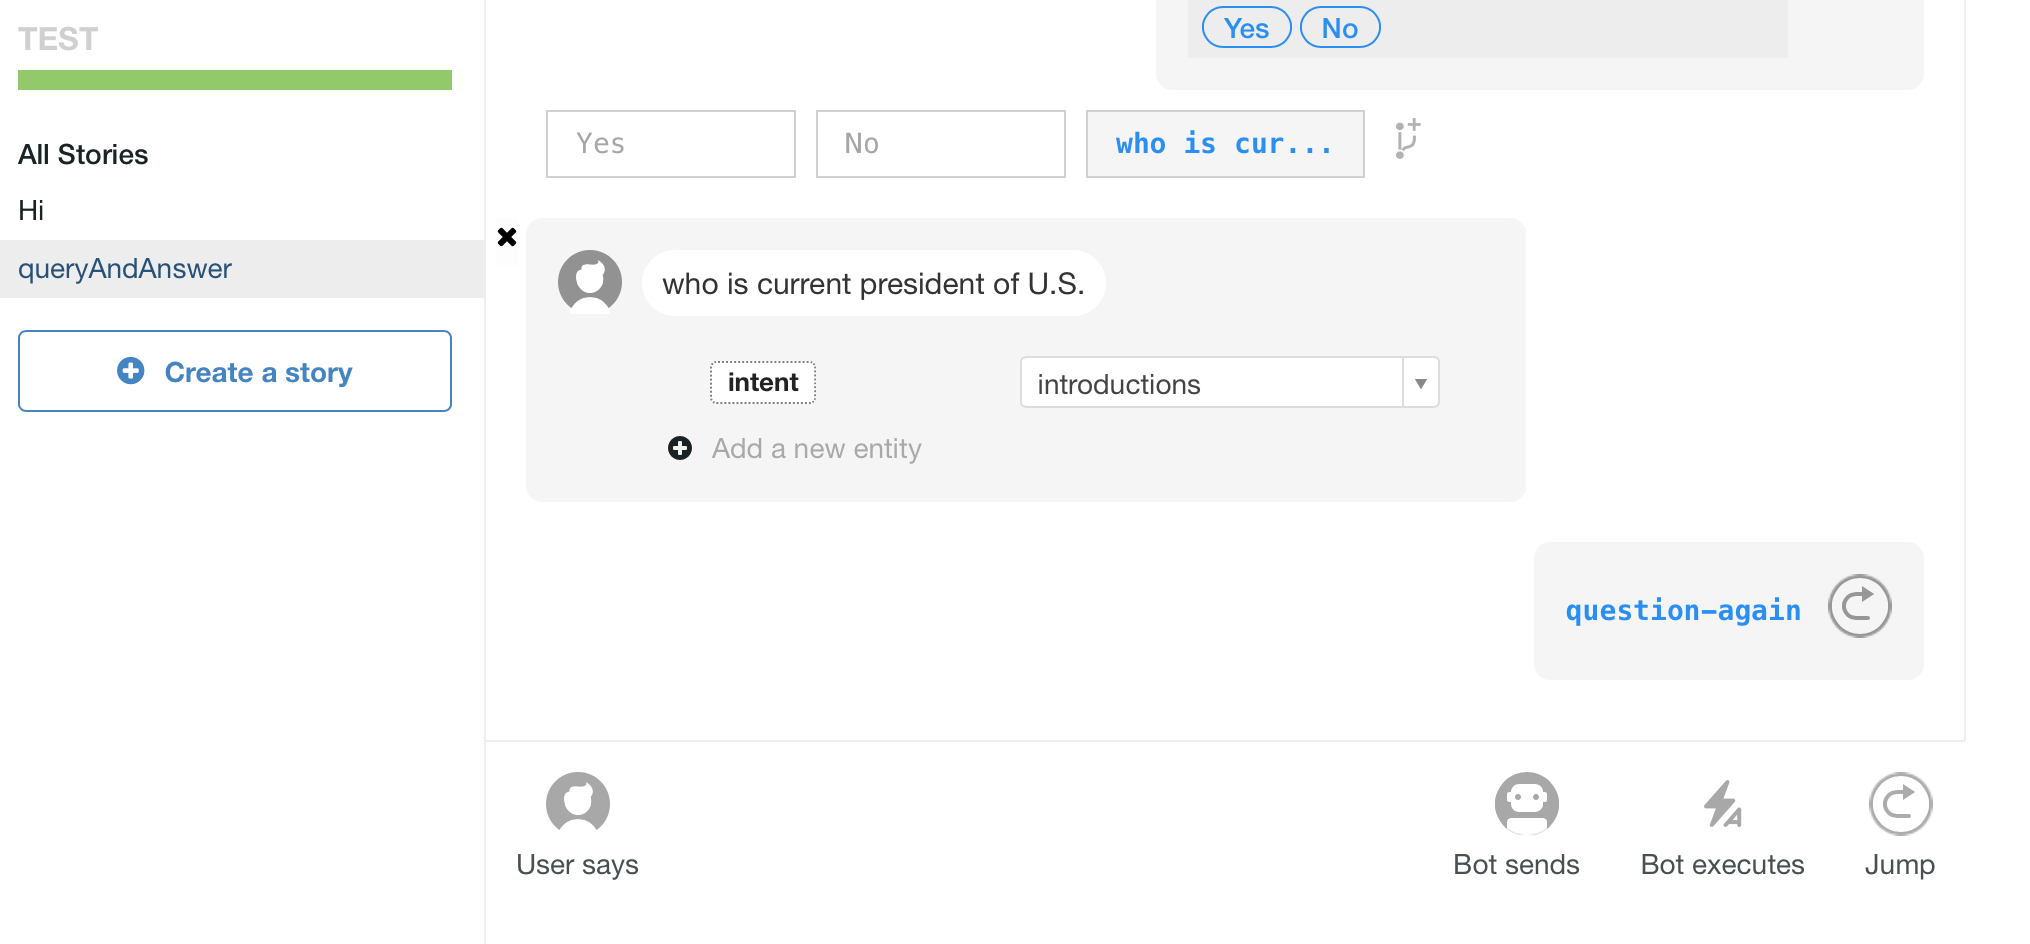 TEST
All Stories
Hi
queryAndAnswer
Create a story
Yes No
Yes No who is cur...
who is current president of U.S.
intent introductions
Add a new entity
question-again
User says Bot sends Bot executes Jump